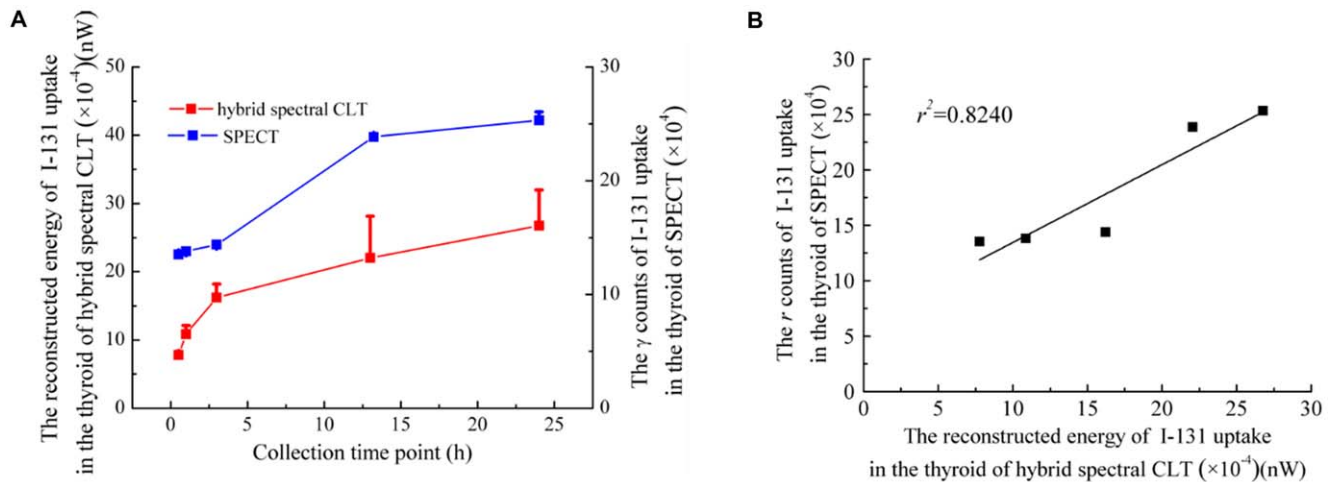 A
The reconstructed energy of I-131 uptake
in the thyroid of hybrid spectral CLT (×10⁻⁴)(nW)
50
40
30
20
10
0
hybrid spectral CLT
SPECT
30
20
10
0
The γ counts of I-131 uptake
in the thyroid of SPECT (×10⁴)
0 5 10 15 20 25
Collection time point (h)
B
The r counts of I-131 uptake
in the thyroid of SPECT (×10⁴)
30
25
20
15
10
5
0
r²=0.8240
0 5 10 15 20 25 30
The reconstructed energy of I-131 uptake
in the thyroid of hybrid spectral CLT (×10⁻⁴)(nW)